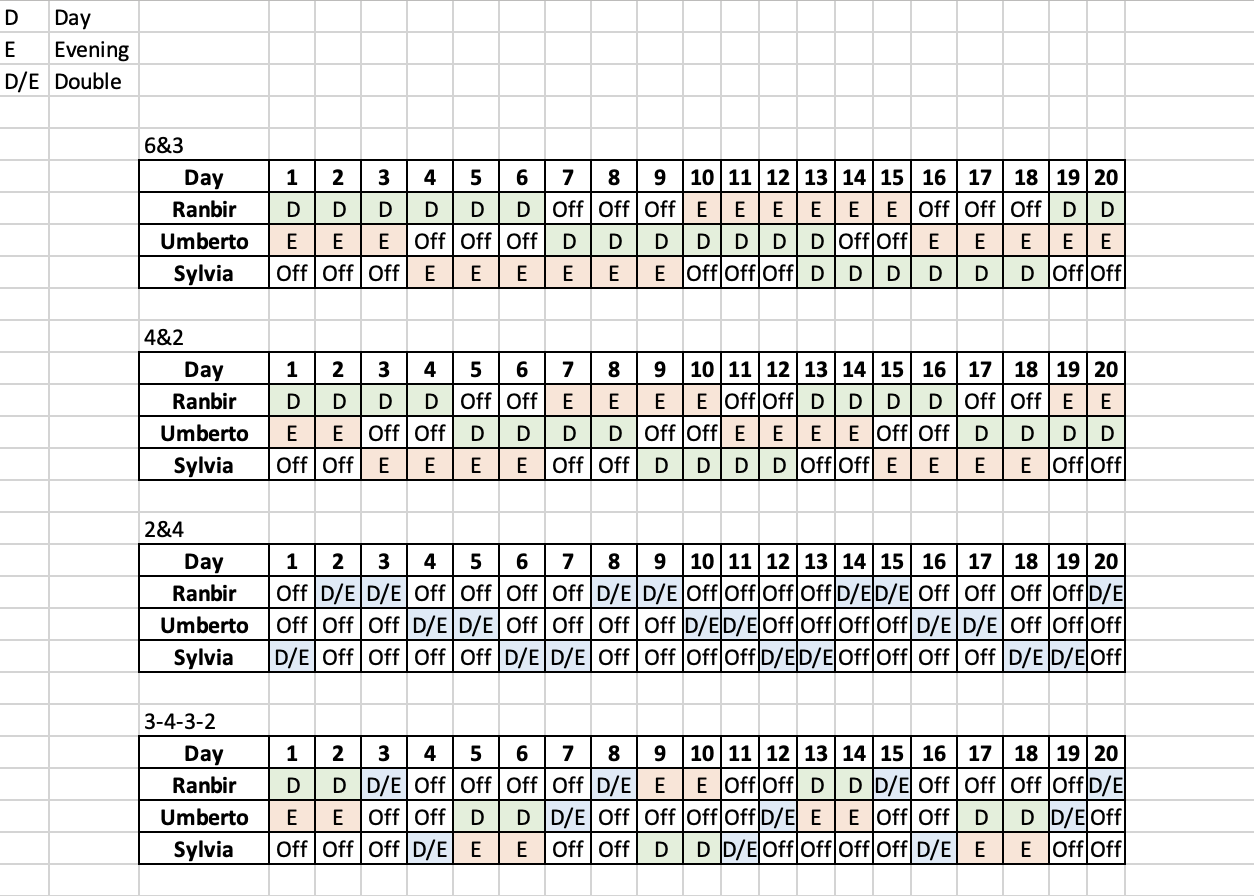 D Day
E Evening
D/E Double
6&3
Day 1 2 3 4 5 6 7 8 9 10 11 12 13 14 15 16 17 18 19 20
Ranbir D D D D D D Off Off Off E E E E E E Off Off Off D D
Umberto E E E Off Off Off D D D D D D Off Off E E E E E
Sylvia Off Off Off E E E E E E Off Off Off D D D D D D Off Off
4&2
Day 1 2 3 4 5 6 7 8 9 10 11 12 13 14 15 16 17 18 19 20
Ranbir D D D D Off Off E E E E Off Off D D D D Off Off E E
Umberto E E Off Off D D D D Off Off E E E E Off Off D D D D
Sylvia Off Off E E E E Off Off D D D D Off Off E E E E Off Off
2&4
Day 1 2 3 4 5 6 7 8 9 10 11 12 13 14 15 16 17 18 19 20
Ranbir Off D/E D/E Off Off Off Off D/E D/E Off Off Off Off D/E D/E Off Off Off Off D/E
Umberto Off Off Off D/E D/E Off Off Off Off D/E D/E Off Off Off Off D/E D/E Off Off Off
Sylvia D/E Off Off Off Off D/E D/E Off Off Off Off D/E D/E Off Off Off Off D/E D/E Off
3-4-3-2
Day 1 2 3 4 5 6 7 8 9 10 11 12 13 14 15 16 17 18 19 20
Ranbir D D D/E Off Off Off Off D/E E E Off Off D D D/E Off Off Off Off D/E
Umberto E E Off Off D D D/E Off Off Off Off D/E E E Off Off D D D/E Off
Sylvia Off Off Off D/E E E Off Off D D D/E Off Off Off Off D/E E E Off Off